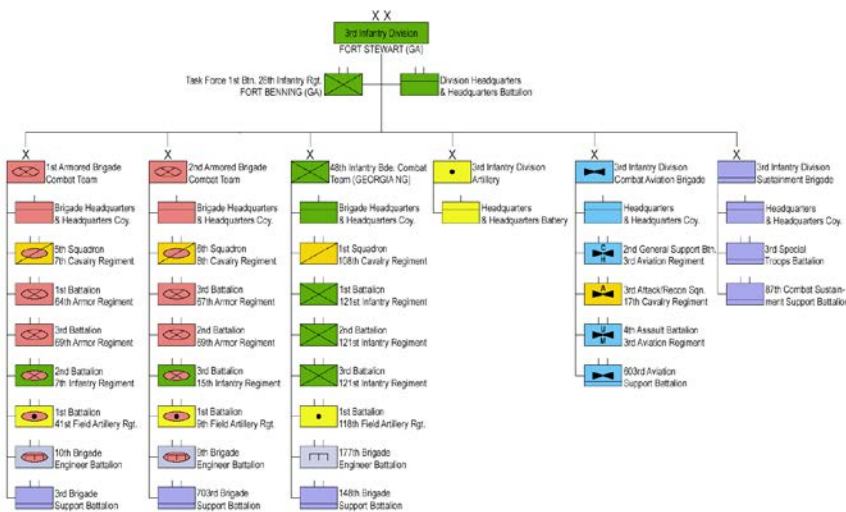 X X
3rd Infantry Division
FORT STEWART (GA)
Task Force 1st Btn. 28th Infantry Rgt.
FORT BENNING (GA)
Division Headquarters
& Headquarters Battalion
X
1st Armored Brigade
Combat Team
Brigade Headquarters
& Headquarters Coy.
5th Squadron
7th Cavalry Regiment
1st Battalion
64th Armor Regiment
3rd Battalion
69th Armor Regiment
2nd Battalion
7th Infantry Regiment
1st Battalion
41st Field Artillery Rgt.
10th Brigade
Engineer Battalion
3rd Brigade
Support Battalion
X
2nd Armored Brigade
Combat Team
Brigade Headquarters
& Headquarters Coy.
6th Squadron
8th Cavalry Regiment
3rd Battalion
67th Armor Regiment
2nd Battalion
69th Armor Regiment
3rd Battalion
15th Infantry Regiment
1st Battalion
9th Field Artillery Rgt.
9th Brigade
Engineer Battalion
703rd Brigade
Support Battalion
X
48th Infantry Bde. Combat
Team (GEORGIA NG)
Brigade Headquarters
& Headquarters Coy.
1st Squadron
108th Cavalry Regiment
1st Battalion
121st Infantry Regiment
2nd Battalion
121st Infantry Regiment
3rd Battalion
121st Infantry Regiment
1st Battalion
118th Field Artillery Rgt.
177th Brigade
Engineer Battalion
148th Brigade
Support Battalion
X
3rd Infantry Division
Artillery
Headquarters
& Headquarters Battery
X
3rd Infantry Division
Combat Aviation Brigade
Headquarters
& Headquarters Coy.
C
H
2nd General Support Btn.
3rd Aviation Regiment
A
3rd Attack/Recon Sqn.
17th Cavalry Regiment
U
M
4th Assault Battalion
3rd Aviation Regiment
603rd Aviation
Support Battalion
X
3rd Infantry Division
Sustainment Brigade
Headquarters
& Headquarters Coy.
3rd Special
Troops Battalion
87th Combat Sustain-
ment Support Battalion